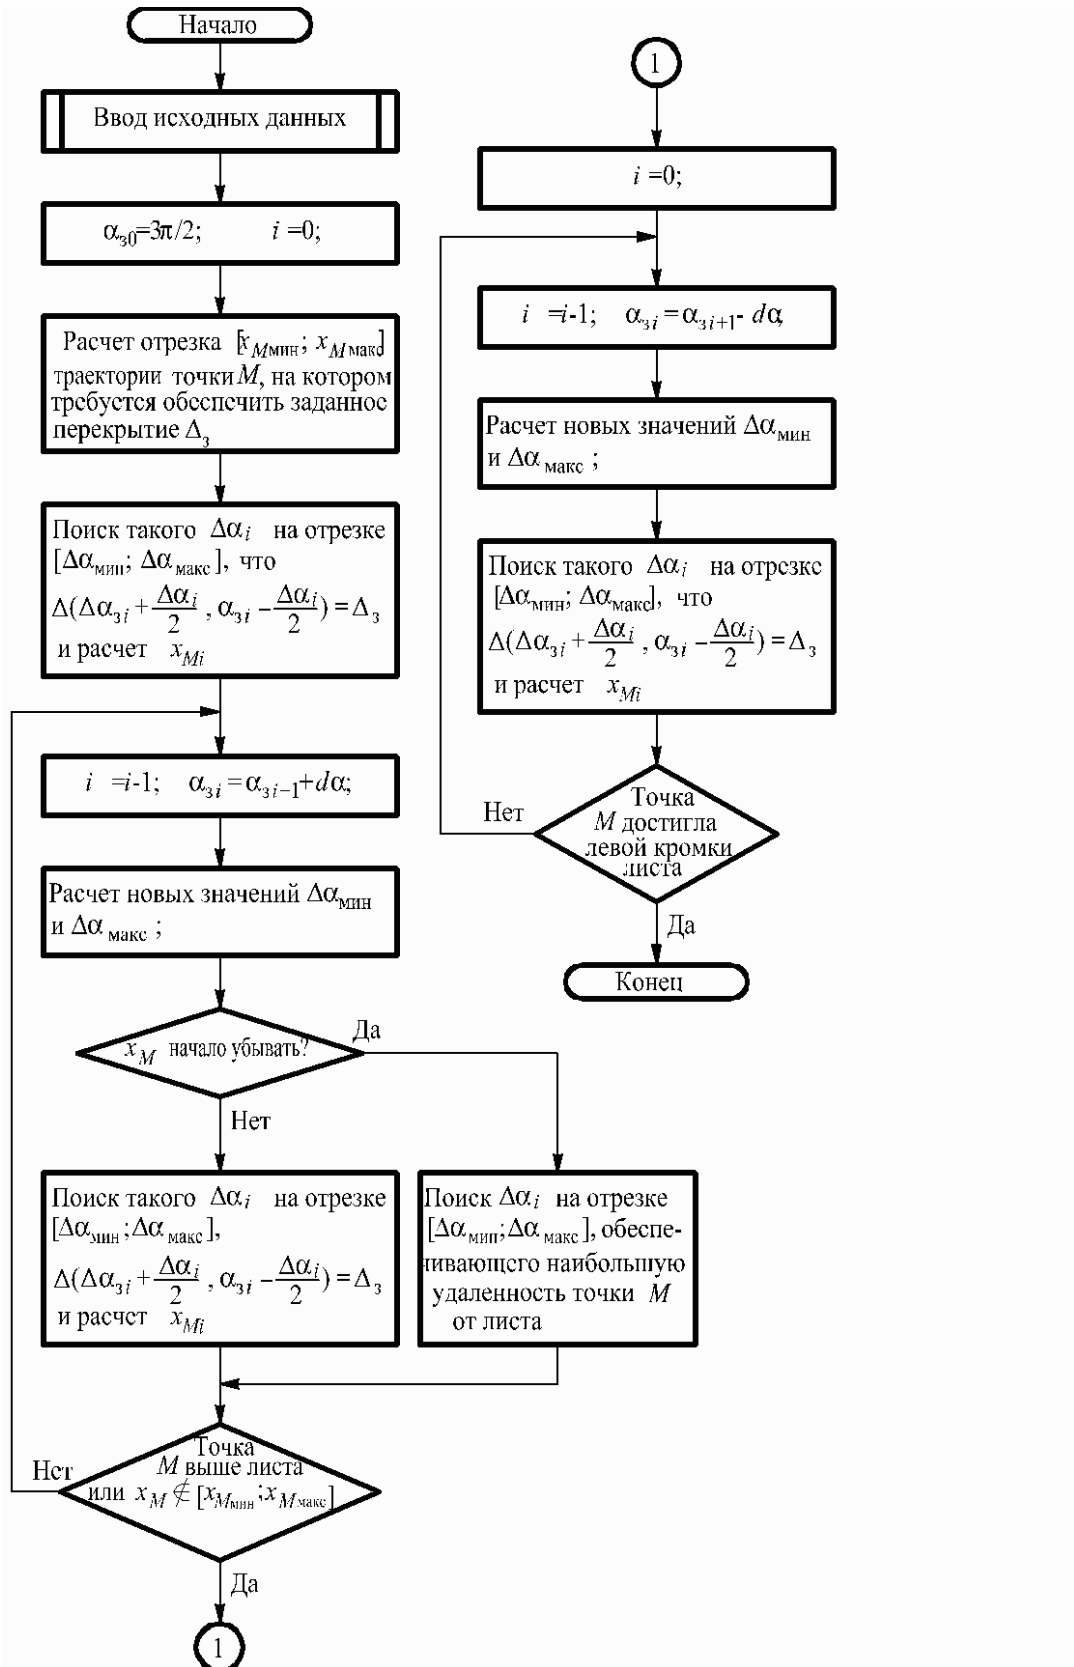 Начало
Ввод исходных данных
α_з0=3π/2; i =0;
Расчет отрезка [x_Mмин; x_Mмакс]
траектории точки M, на котором
требуется обеспечить заданное
перекрытие Δ_з
Поиск такого Δα_i на отрезке
[Δα_мин; Δα_макс], что
Δ(Δα_зi + Δα_i/2 , α_зi − Δα_i/2) = Δ_з
и расчет x_Mi
i =i-1; α_зi = α_зi−1+dα;
Расчет новых значений Δα_мин
и Δα_макс ;
x_M начало убывать?
Да
Нет
Поиск такого Δα_i на отрезке
[Δα_мин ; Δα_макс],
Δ(Δα_зi + Δα_i/2 , α_зi − Δα_i/2) = Δ_з
и расчет x_Mi
Поиск Δα_i на отрезке
[Δα_мин; Δα_макс], обеспе-
чивающего наибольшую
удаленность точки M
от листа
Точка
M выше листа
или x_M ∉ [x_Mмин ; x_Mмакс]
Нет
Да
1
1
i =0;
i =i-1; α_зi = α_зi+1- dα,
Расчет новых значений Δα_мин
и Δα_макс ;
Поиск такого Δα_i на отрезке
[Δα_мин; Δα_макс], что
Δ(Δα_зi + Δα_i/2 , α_зi − Δα_i/2) = Δ_з
и расчет x_Mi
Точка
M достигла
левой кромки
листа
Нет
Да
Конец